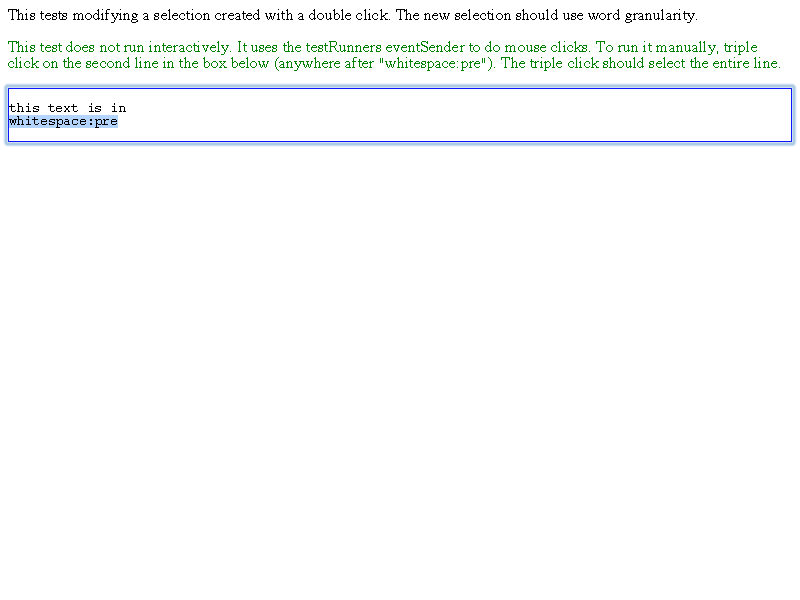 This tests modifying a selection created with a double click. The new selection should use word granularity.
This test does not run interactively. It uses the testRunners eventSender to do mouse clicks. To run it manually, triple
click on the second line in the box below (anywhere after "whitespace:pre"). The triple click should select the entire line.
this text is in
whitespace:pre